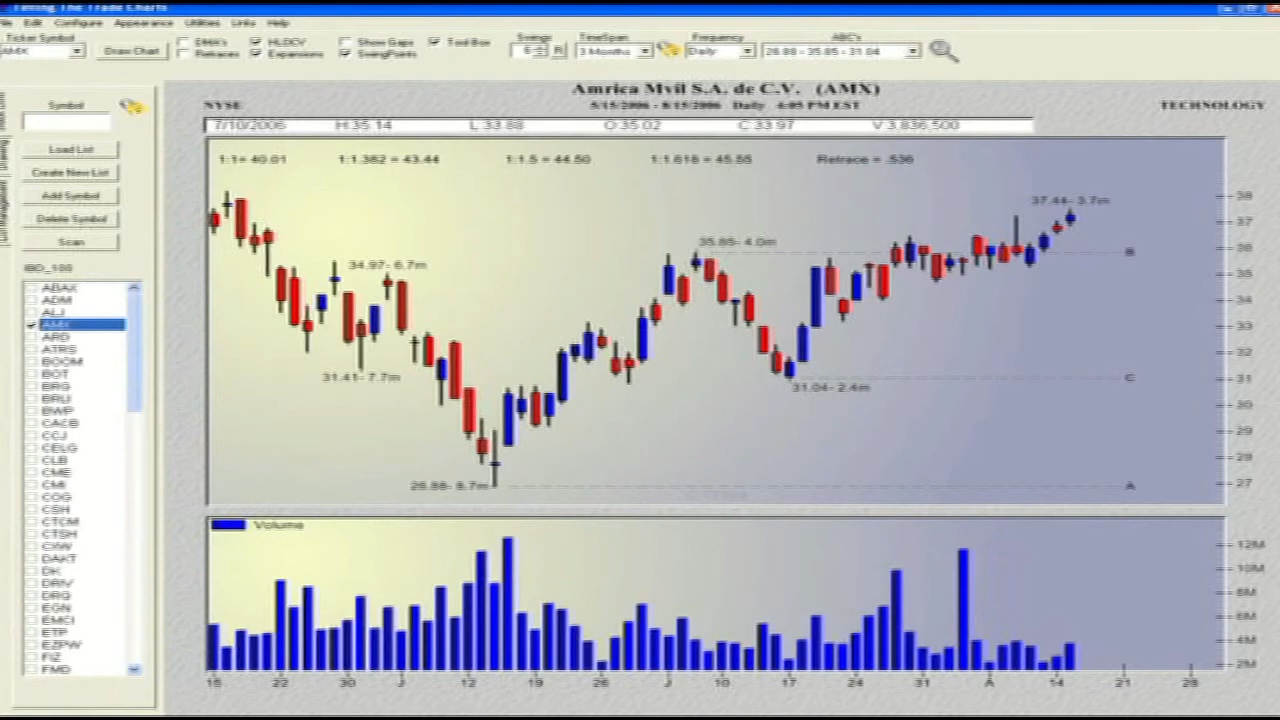 Timing The Trade Charts
File Edit Configure Appearance Utilities Links Help
Ticker Symbol
AMX
Draw Chart
DMA's HLOCV Show Gaps Tool Box
Retraces Expansions SwingPoints
Swings TimeSpan Frequency ABC's
6 R 3 Months Daily 26.88 - 35.85 - 31.04
Symbol
Load List
Create New List
Add Symbol
Delete Symbol
Scan
IBD_100
ABAX
ADM
ALJ
AMX
ARD
ATRS
BOOM
BOT
BRG
BRLI
BWP
CACB
CCJ
CELG
CLB
CME
CMI
COG
CSH
CTCM
CTSH
CXW
DAKT
DK
DRIV
DRQ
EGN
EMCI
ETP
EZPW
FIZ
FMD
Amrica Mvil S.A. de C.V. (AMX)
NYSE 5/15/2006 - 8/15/2006 Daily 4:05 PM EST TECHNOLOGY
7/10/2006 H:35.14 L:33.88 O:35.02 C:33.97 V:3,836,500
1:1= 40.01 1:1.382 = 43.44 1:1.5 = 44.50 1:1.618 = 45.55 Retrace = .536
37.44- 3.7m
35.85- 4.0m
34.97- 6.7m
31.41- 7.7m
31.04- 2.4m
26.88- 8.7m
B
C
A
38
37
36
35
34
33
32
31
30
29
28
27
Volume
12M
10M
8M
6M
4M
2M
15 22 30 J 12 19 26 J 10 17 24 31 A 14 21 28